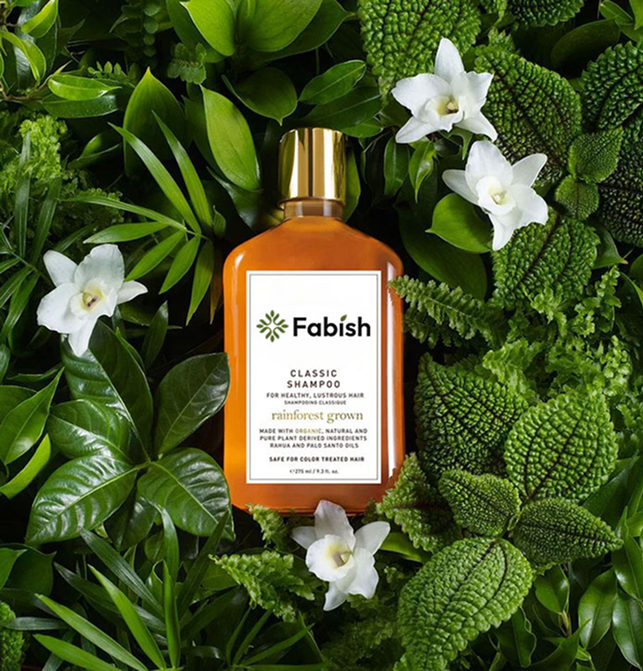 Fabish
CLASSIC
SHAMPOO
FOR HEALTHY, LUSTROUS HAIR
SHAMPOOING CLASSIQUE
rainforest grown
MADE WITH ORGANIC, NATURAL AND
PURE PLANT DERIVED INGREDIENTS
RAHUA AND PALO SANTO OILS
SAFE FOR COLOR TREATED HAIR
℮275 ml / 9.3 fl. oz.